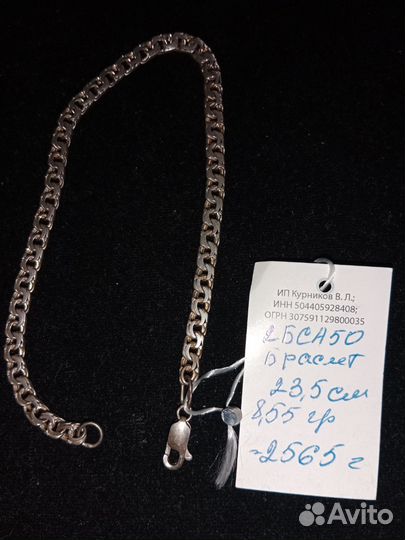 ИП Курников В. Л.;
ИНН 504405928408;
ОГРН 307591129800035
2БСА50
Браслет
23,5 см
8,55 гр
-2565 г
Avito